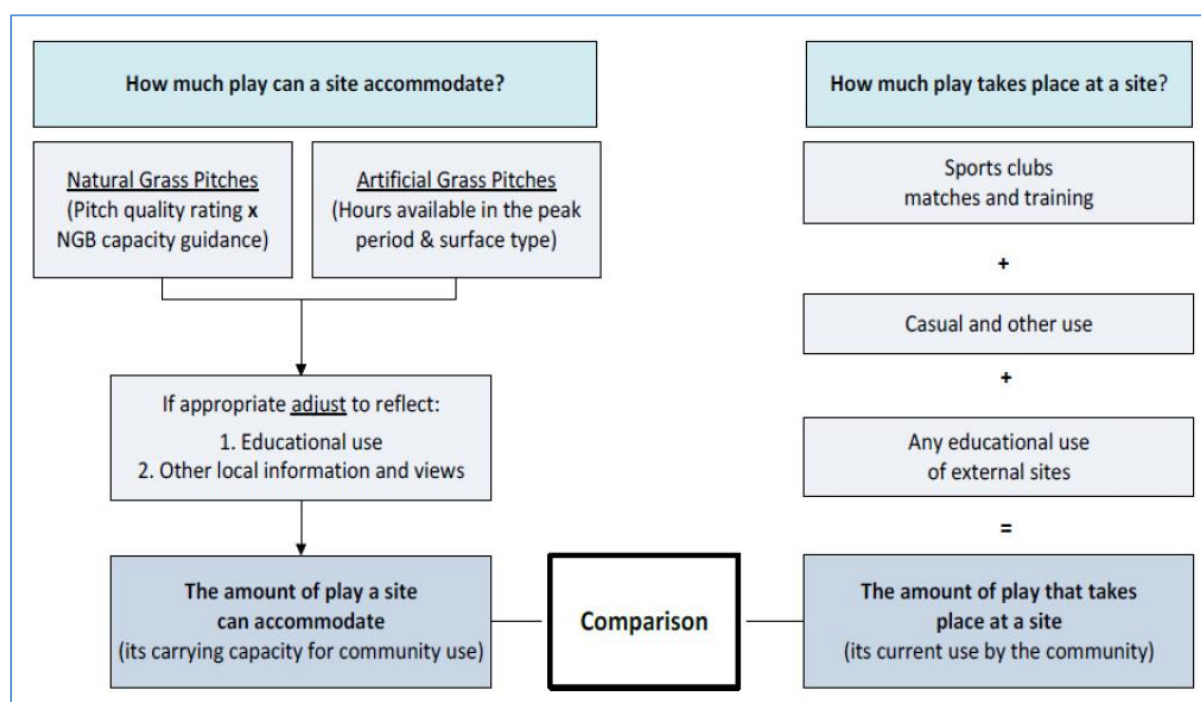 How much play can a site accommodate?
Natural Grass Pitches
(Pitch quality rating x
NGB capacity guidance)
Artificial Grass Pitches
(Hours available in the peak
period & surface type)
If appropriate adjust to reflect:
1. Educational use
2. Other local information and views
The amount of play a site
can accommodate
(its carrying capacity for community use)
Comparison
How much play takes place at a site?
Sports clubs
matches and training
+
Casual and other use
+
Any educational use
of external sites
=
The amount of play that takes
place at a site
(its current use by the community)